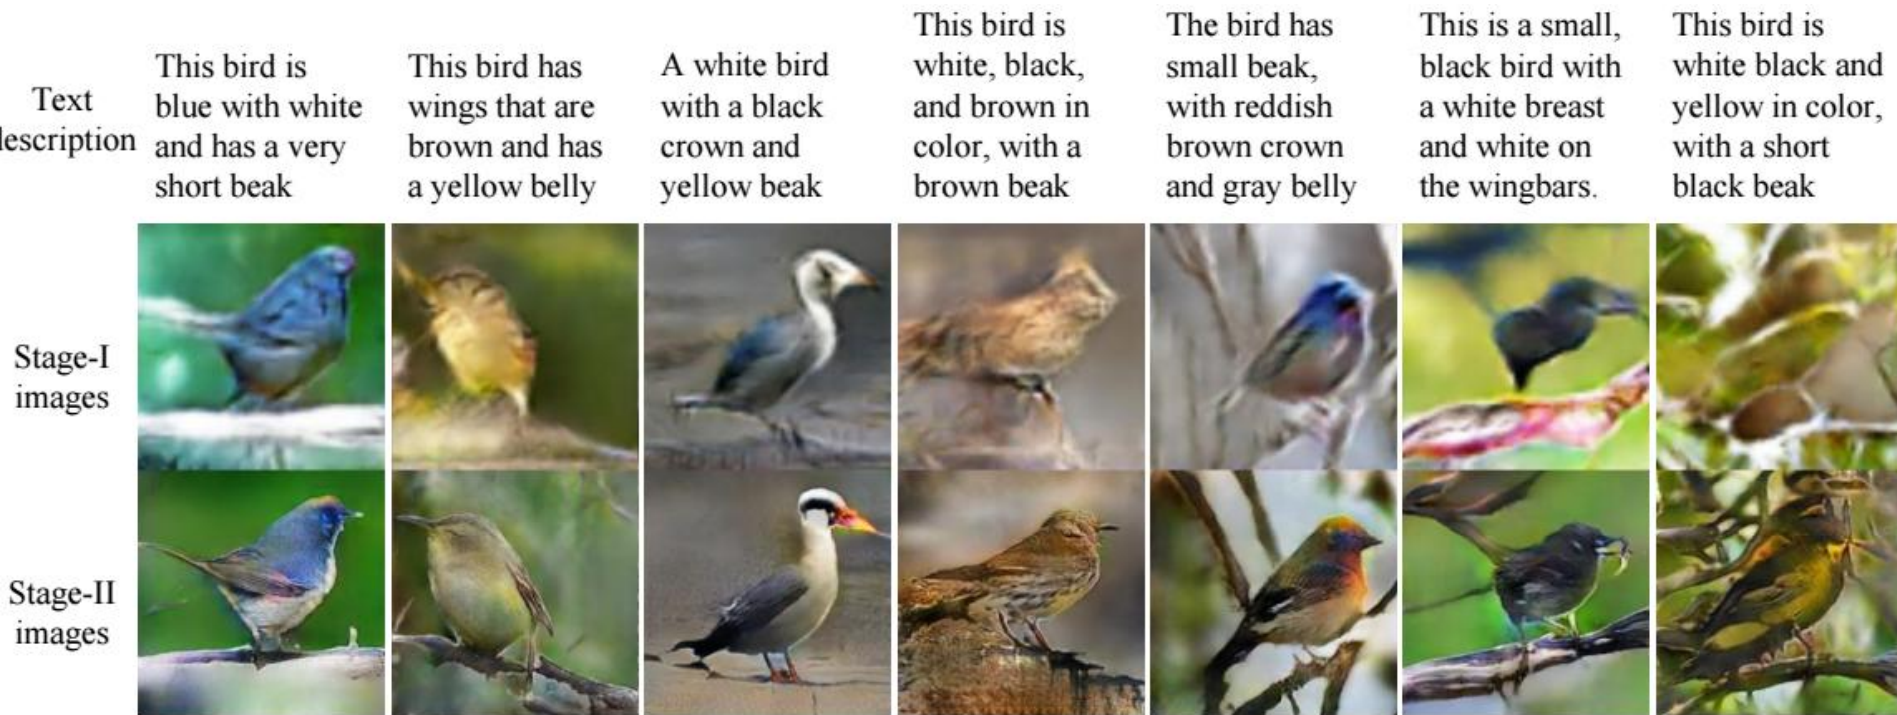 Text
description
This bird is
blue with white
and has a very
short beak
This bird has
wings that are
brown and has
a yellow belly
A white bird
with a black
crown and
yellow beak
This bird is
white, black,
and brown in
color, with a
brown beak
The bird has
small beak,
with reddish
brown crown
and gray belly
This is a small,
black bird with
a white breast
and white on
the wingbars.
This bird is
white black and
yellow in color,
with a short
black beak
Stage-I
images
Stage-II
images